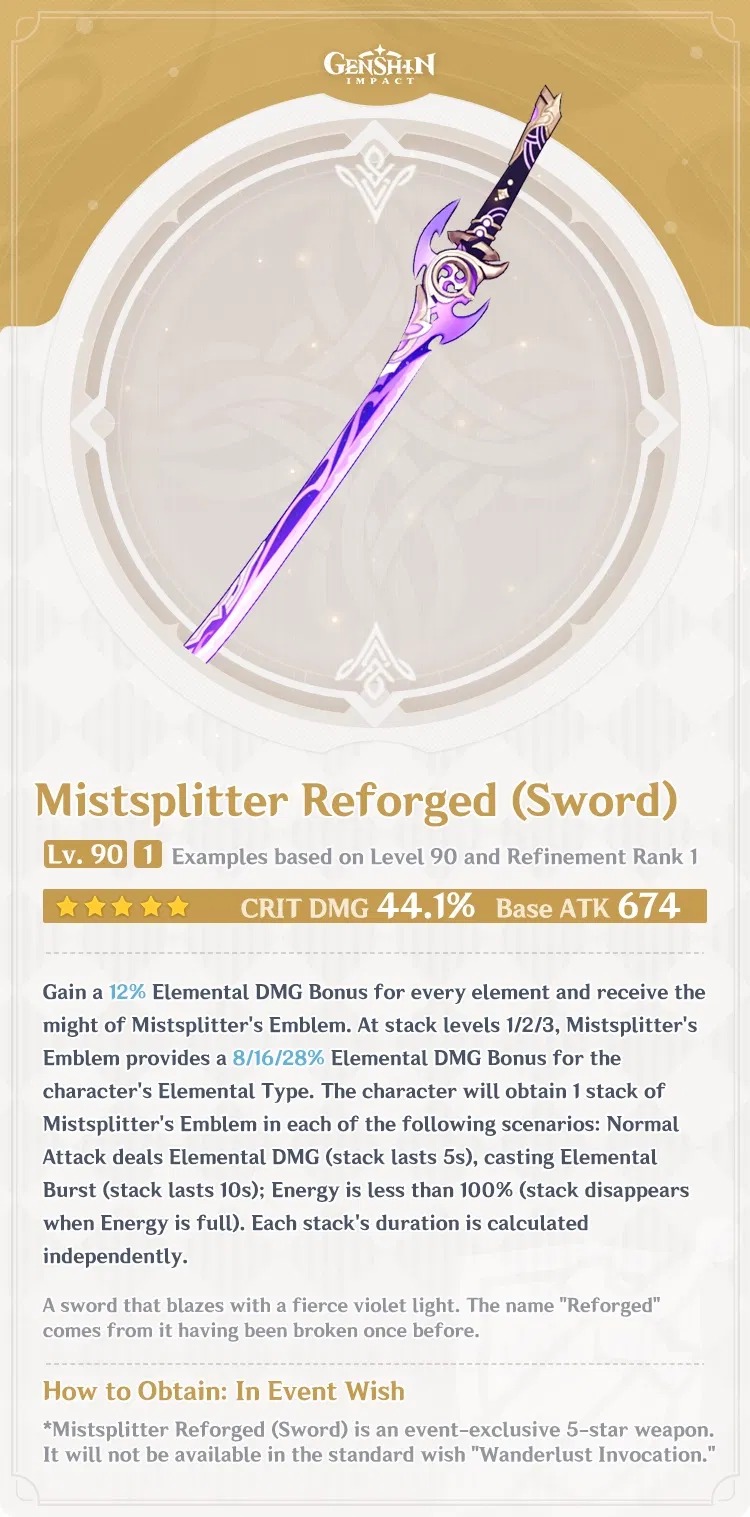 GENSHIN
IMPACT
Mistsplitter Reforged (Sword)
Lv. 90 1 Examples based on Level 90 and Refinement Rank 1
CRIT DMG 44.1% Base ATK 674
Gain a 12% Elemental DMG Bonus for every element and receive the
might of Mistsplitter's Emblem. At stack levels 1/2/3, Mistsplitter's
Emblem provides a 8/16/28% Elemental DMG Bonus for the
character's Elemental Type. The character will obtain 1 stack of
Mistsplitter's Emblem in each of the following scenarios: Normal
Attack deals Elemental DMG (stack lasts 5s), casting Elemental
Burst (stack lasts 10s); Energy is less than 100% (stack disappears
when Energy is full). Each stack's duration is calculated
independently.
A sword that blazes with a fierce violet light. The name "Reforged"
comes from it having been broken once before.
How to Obtain: In Event Wish
*Mistsplitter Reforged (Sword) is an event-exclusive 5-star weapon.
It will not be available in the standard wish "Wanderlust Invocation."